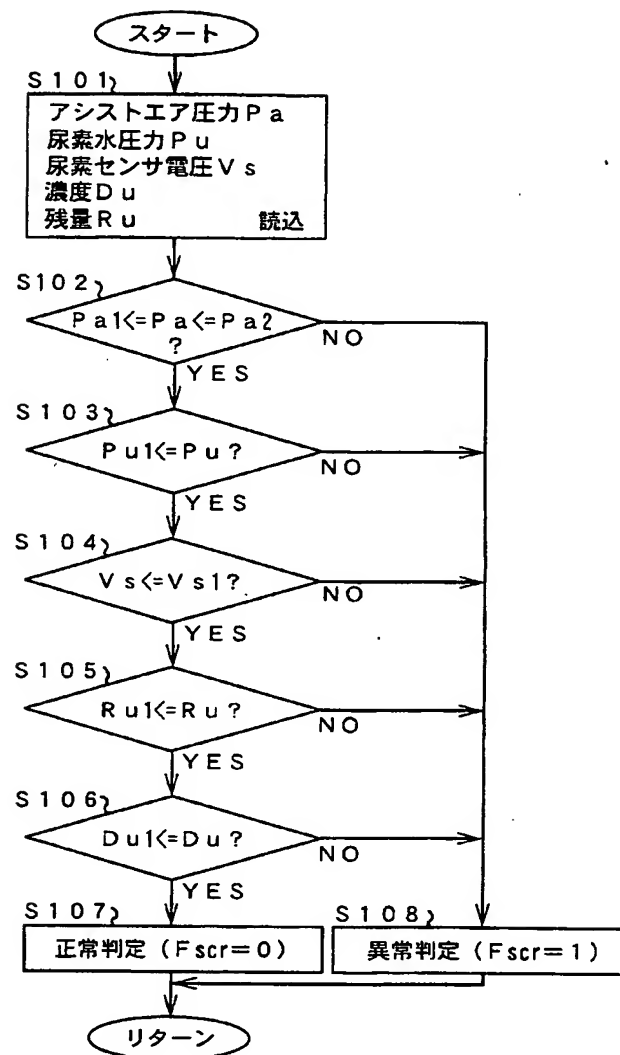 スタート
S101
アシストエア圧力Pa
尿素水圧力Pu
尿素センサ電圧Vs
濃度Du
残量Ru 読込
S102
Pa1<=Pa<=Pa2
?
NO
YES
S103
Pu1<=Pu?
NO
YES
S104
Vs<=Vs1?
NO
YES
S105
Ru1<=Ru?
NO
YES
S106
Du1<=Du?
NO
YES
S107
正常判定(Fscr=0)
S108
異常判定(Fscr=1)
リターン